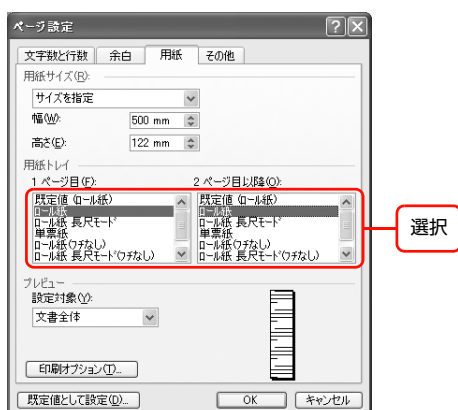 ページ設定
文字数と行数 余白 用紙 その他
用紙サイズ(R):
サイズを指定
幅(W): 500 mm
高さ(E): 122 mm
用紙トレイ
1 ページ目(F): 2 ページ目以降(O):
既定値 (ロール紙) 既定値 (ロール紙)
ロール紙 ロール紙
ロール紙 長尺モード ロール紙 長尺モード
単票紙 単票紙
ロール紙(フチなし) ロール紙(フチなし)
ロール紙 長尺モード(フチなし) ロール紙 長尺モード(フチなし)
選択
プレビュー
設定対象(Y):
文書全体
印刷オプション(T)...
既定値として設定(D)... OK キャンセル